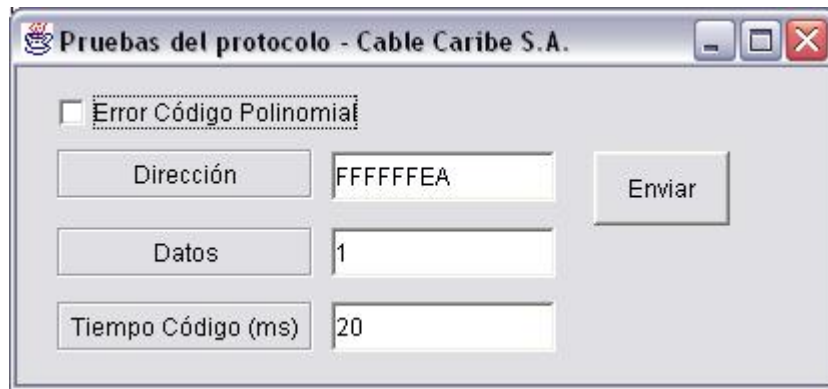 Pruebas del protocolo - Cable Caribe S.A.
Error Código Polinomial
Dirección FFFFFFEA Enviar
Datos 1
Tiempo Código (ms) 20